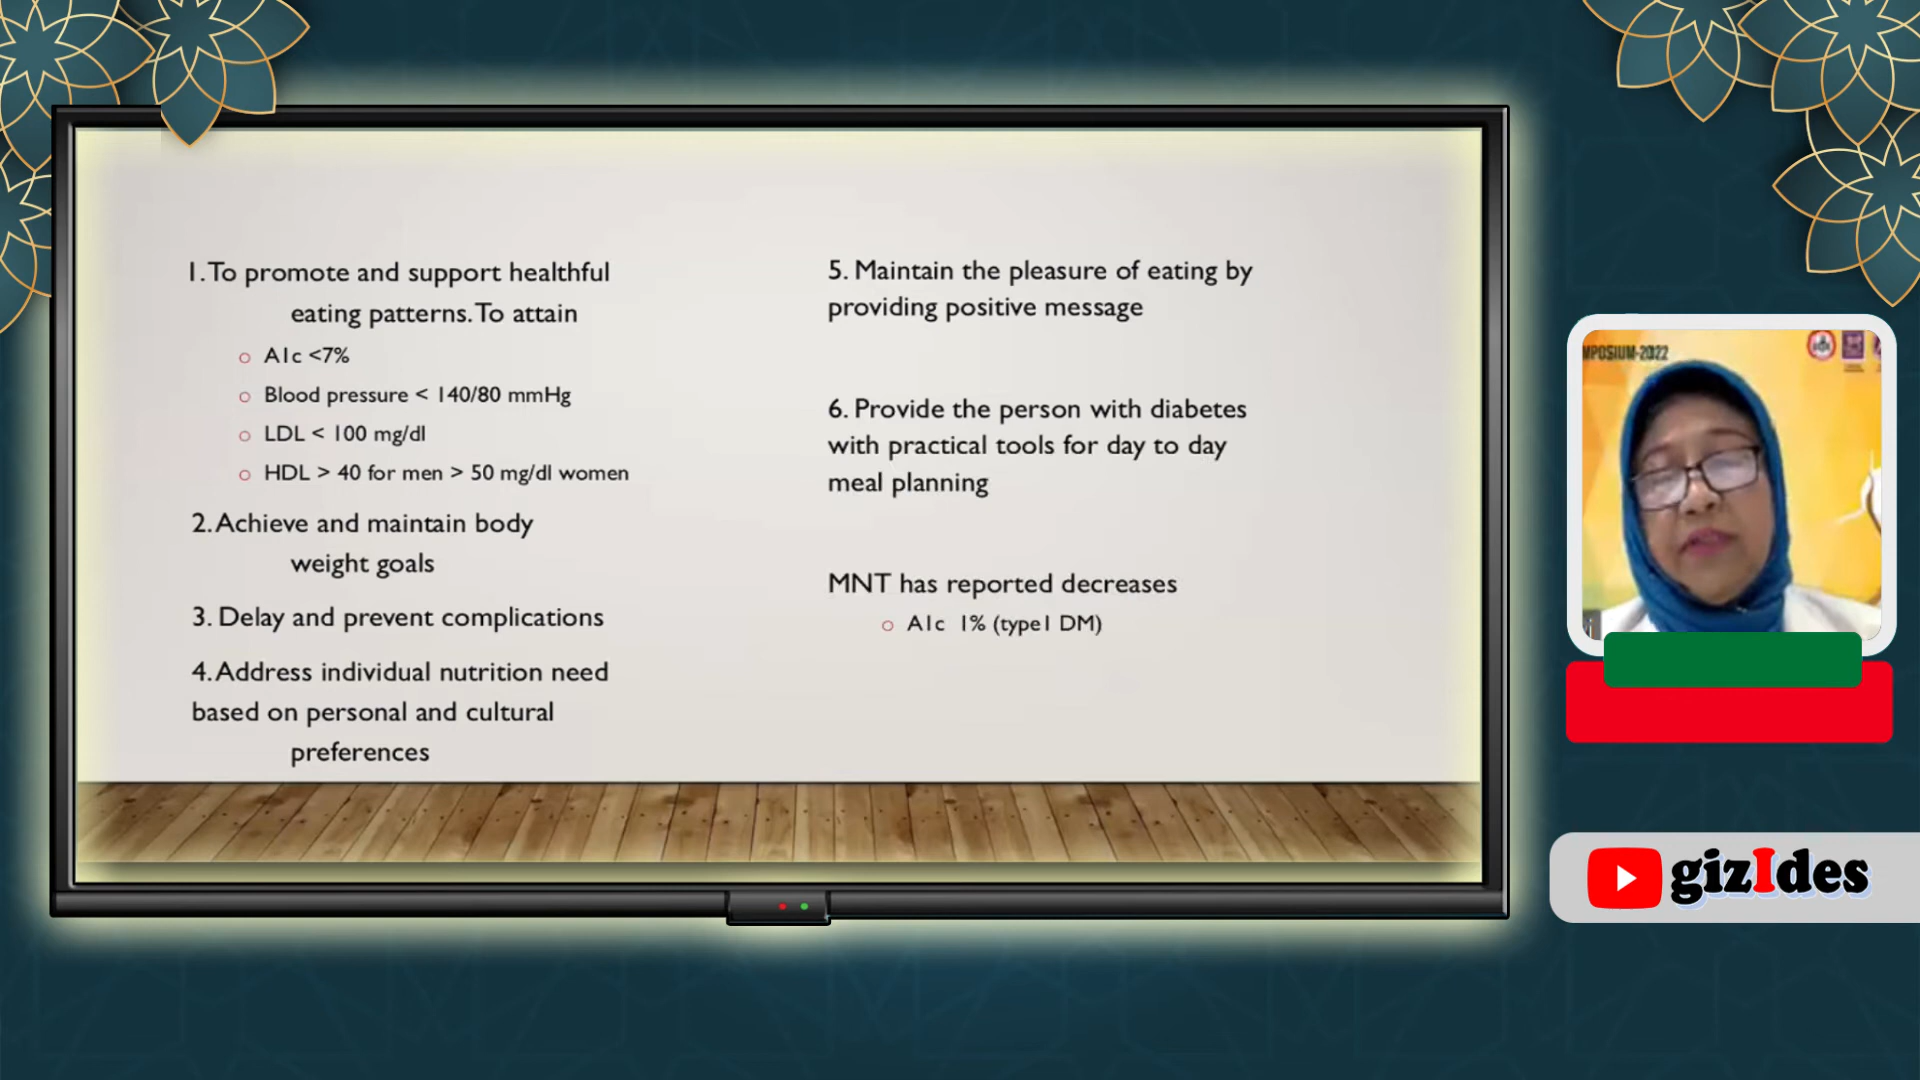 1. To promote and support healthful
eating patterns. To attain
A1c <7%
Blood pressure < 140/80 mmHg
LDL < 100 mg/dl
HDL > 40 for men > 50 mg/dl women
2. Achieve and maintain body
weight goals
3. Delay and prevent complications
4. Address individual nutrition need
based on personal and cultural
preferences
5. Maintain the pleasure of eating by
providing positive message
6. Provide the person with diabetes
with practical tools for day to day
meal planning
MNT has reported decreases
A1c 1% (type1 DM)
MPOSIUM-2022
gizIdes